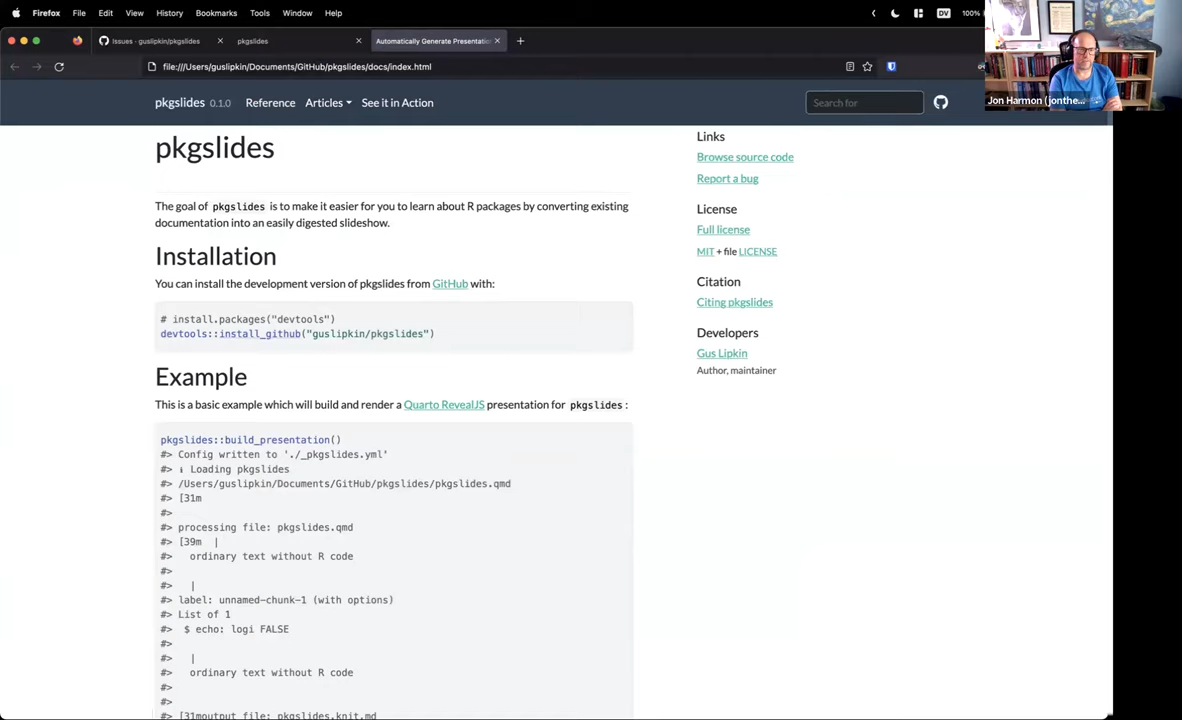 Firefox File Edit View History Bookmarks Tools Window Help
DV 100%
Issues · guslipkin/pkgslides
pkgslides
Automatically Generate Presentatio
file:///Users/guslipkin/Documents/GitHub/pkgslides/docs/index.html
Jon Harmon (jonthe...
pkgslides 0.1.0 Reference Articles See it in Action
Search for
pkgslides
The goal of pkgslides is to make it easier for you to learn about R packages by converting existing
documentation into an easily digested slideshow.
Installation
You can install the development version of pkgslides from GitHub with:
# install.packages("devtools")
devtools::install_github("guslipkin/pkgslides")
Example
This is a basic example which will build and render a Quarto RevealJS presentation for pkgslides:
pkgslides::build_presentation()
#> Config written to './_pkgslides.yml'
#> ℹ Loading pkgslides
#> /Users/guslipkin/Documents/GitHub/pkgslides/pkgslides.qmd
#> [31m
#>
#> processing file: pkgslides.qmd
#> [39m |
#> ordinary text without R code
#>
#> |
#> label: unnamed-chunk-1 (with options)
#> List of 1
#> $ echo: logi FALSE
#>
#> |
#> ordinary text without R code
#>
#>
#> [31moutput file: pkgslides.knit.md
Links
Browse source code
Report a bug
License
Full license
MIT + file LICENSE
Citation
Citing pkgslides
Developers
Gus Lipkin
Author, maintainer